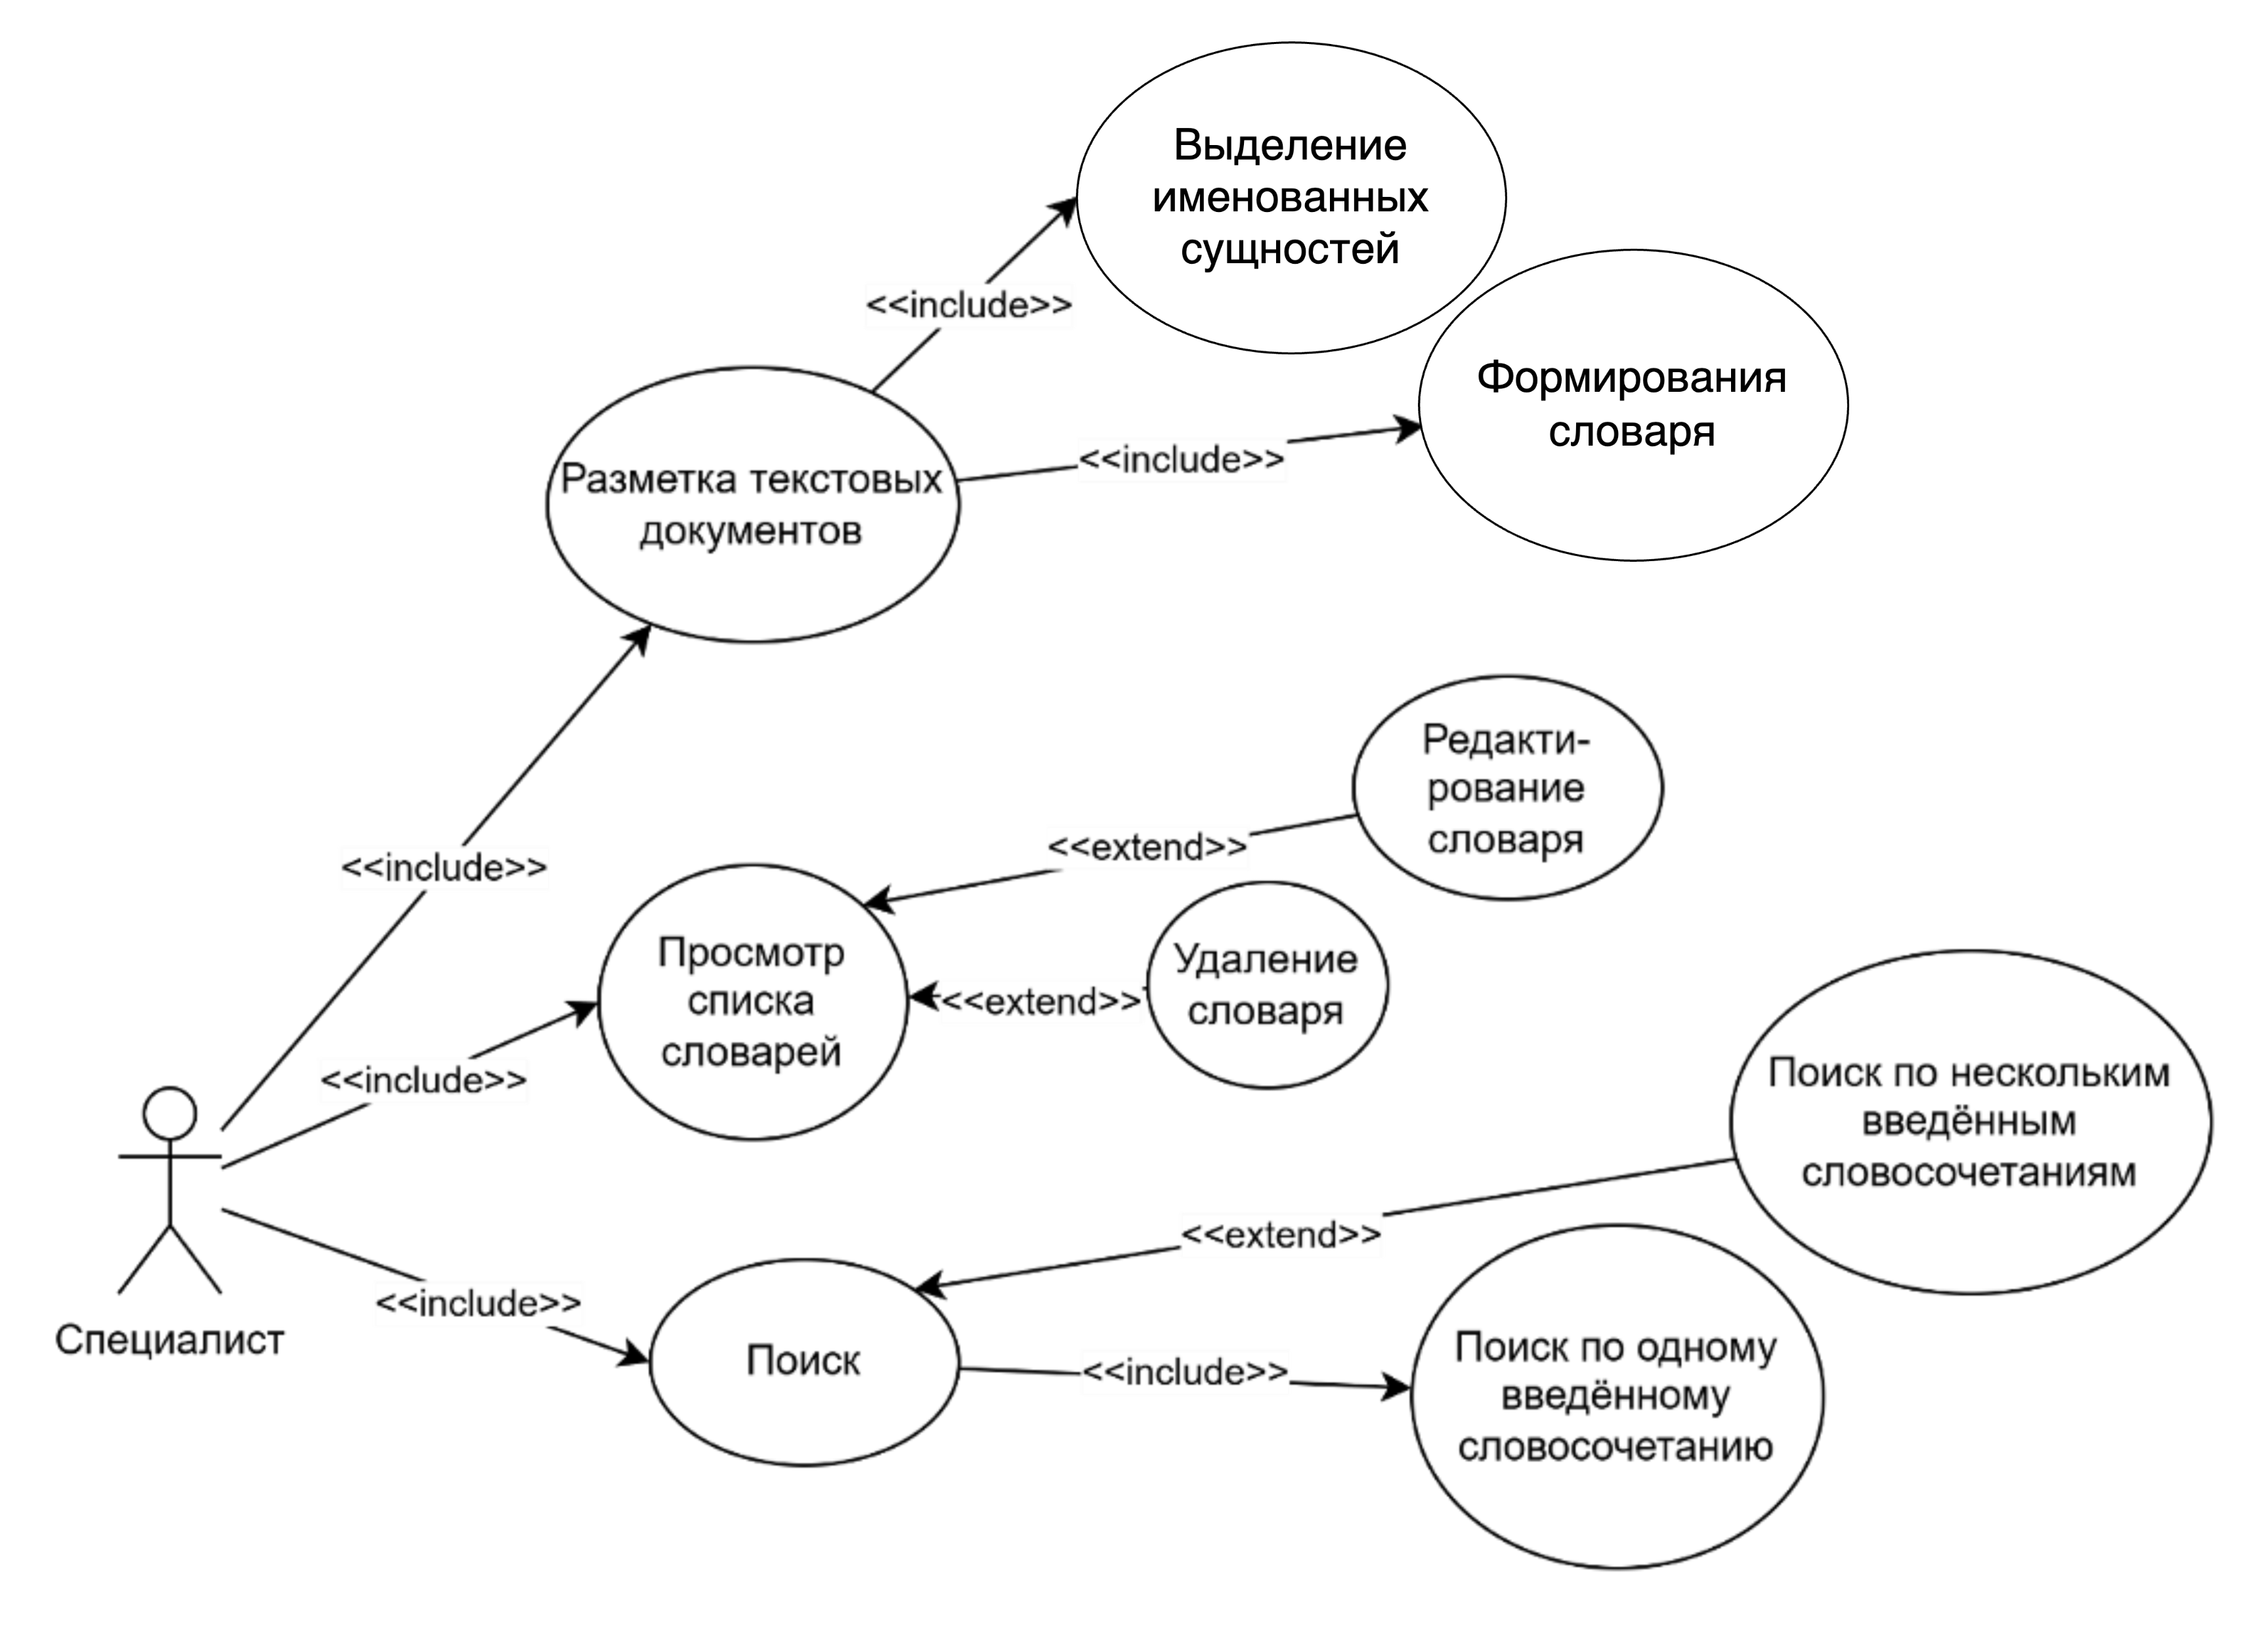 Выделение
именованных
сущностей
<<include>>
Формирования
словаря
<<include>>
Разметка текстовых
документов
<<include>>
Редакти-
рование
словаря
<<extend>>
Просмотр
списка
словарей
Удаление
словаря
<<extend>>
<<include>>
Поиск по нескольким
введённым
словосочетаниям
<<extend>>
<<include>>
Специалист
Поиск
<<include>>
Поиск по одному
введённому
словосочетанию